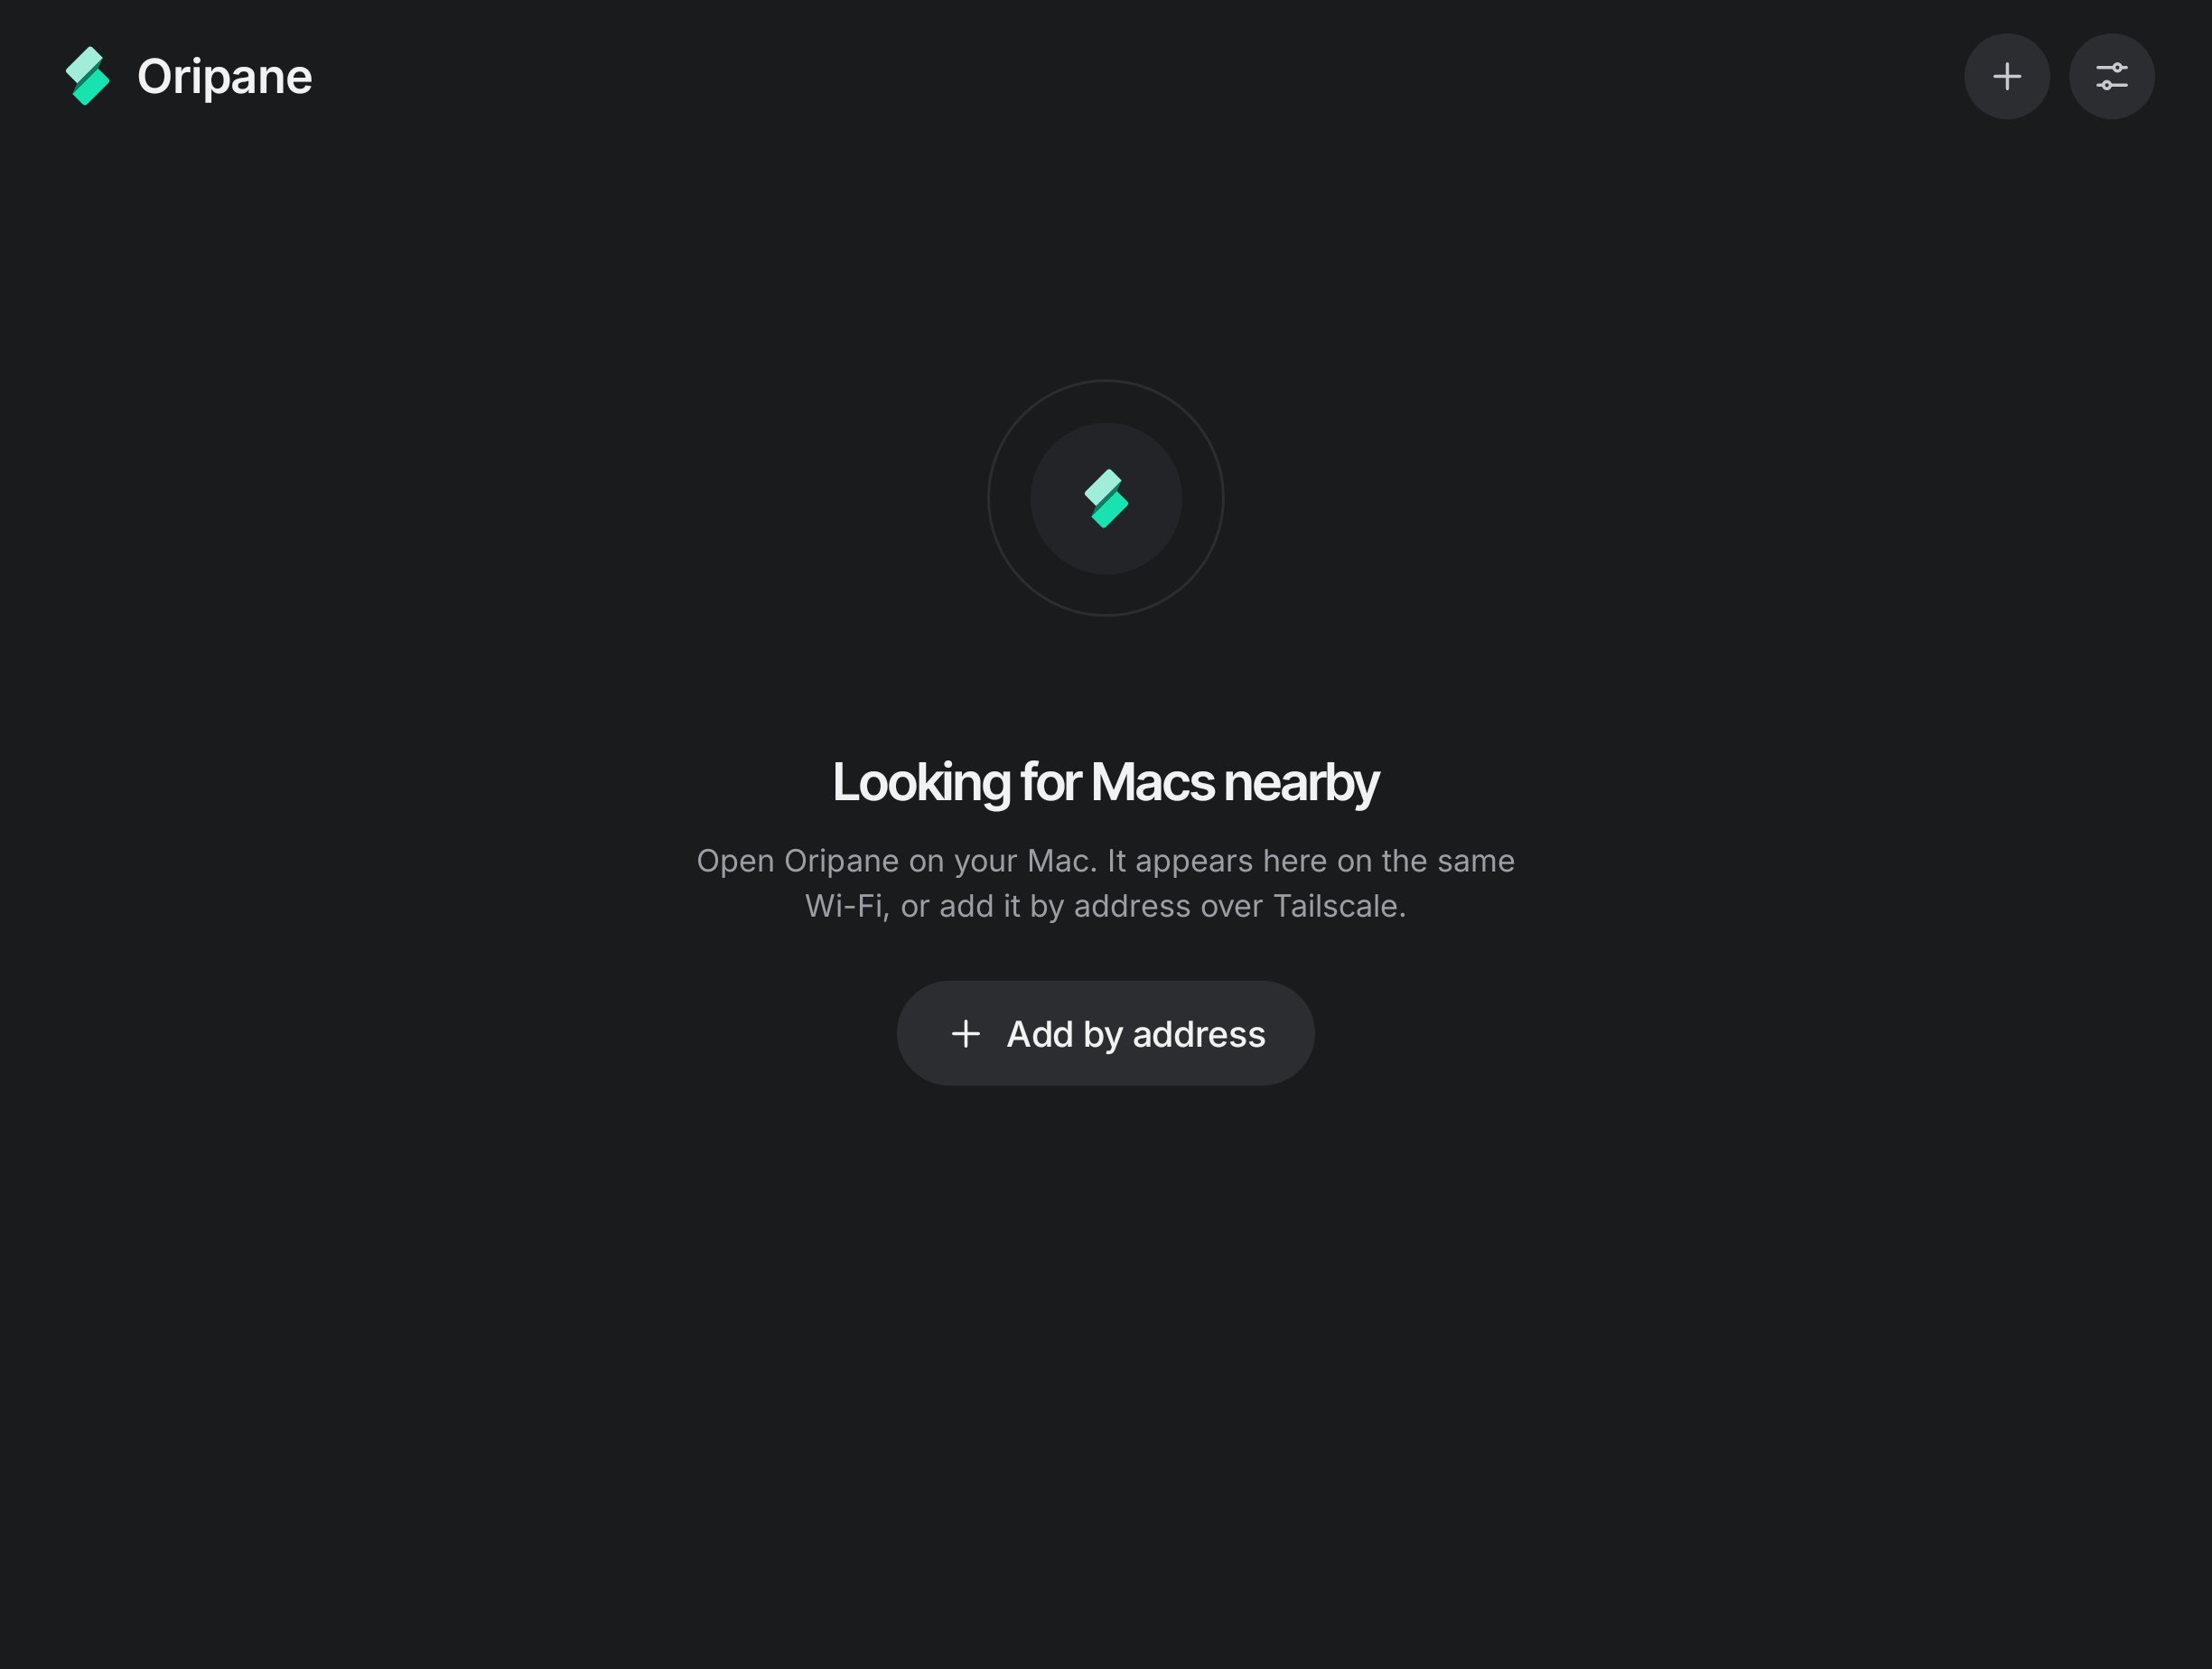 Oripane
Looking for Macs nearby
Open Oripane on your Mac. It appears here on the same
Wi-Fi, or add it by address over Tailscale.
Add by address